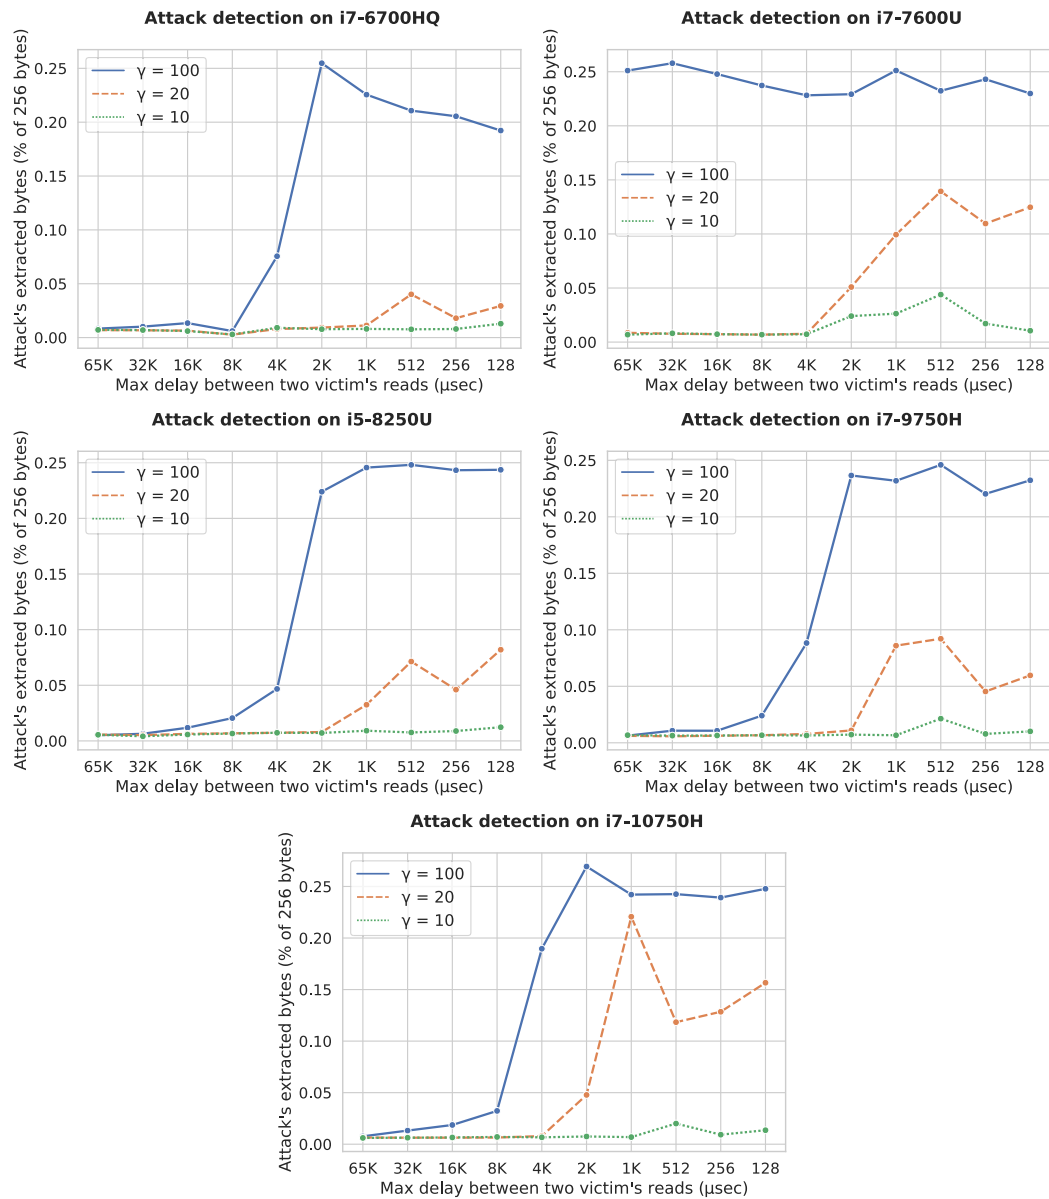 Attack detection on i7-6700HQ
Attack's extracted bytes (% of 256 bytes)
0.25
0.20
0.15
0.10
0.05
0.00
γ = 100
γ = 20
γ = 10
65K 32K 16K 8K 4K 2K 1K 512 256 128
Max delay between two victim's reads (μsec)
Attack detection on i7-7600U
Attack's extracted bytes (% of 256 bytes)
0.25
0.20
0.15
0.10
0.05
0.00
γ = 100
γ = 20
γ = 10
65K 32K 16K 8K 4K 2K 1K 512 256 128
Max delay between two victim's reads (μsec)
Attack detection on i5-8250U
Attack's extracted bytes (% of 256 bytes)
0.25
0.20
0.15
0.10
0.05
0.00
γ = 100
γ = 20
γ = 10
65K 32K 16K 8K 4K 2K 1K 512 256 128
Max delay between two victim's reads (μsec)
Attack detection on i7-9750H
Attack's extracted bytes (% of 256 bytes)
0.25
0.20
0.15
0.10
0.05
0.00
γ = 100
γ = 20
γ = 10
65K 32K 16K 8K 4K 2K 1K 512 256 128
Max delay between two victim's reads (μsec)
Attack detection on i7-10750H
Attack's extracted bytes (% of 256 bytes)
0.25
0.20
0.15
0.10
0.05
0.00
γ = 100
γ = 20
γ = 10
65K 32K 16K 8K 4K 2K 1K 512 256 128
Max delay between two victim's reads (μsec)